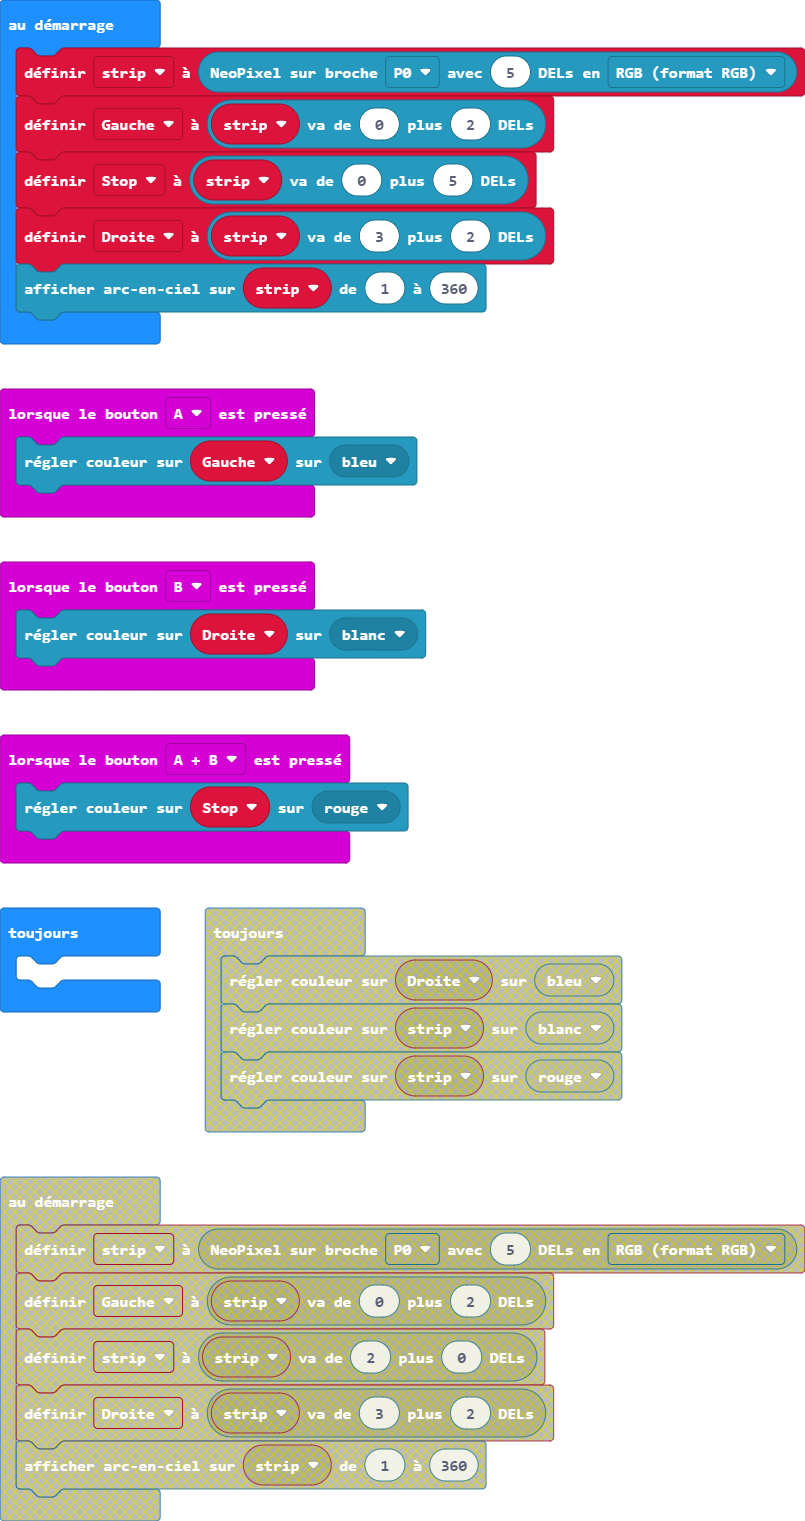 au démarrage
définir strip à NeoPixel sur broche P0 avec 5 DELs en RGB (format RGB)
définir Gauche à strip va de 0 plus 2 DELs
définir Stop à strip va de 0 plus 5 DELs
définir Droite à strip va de 3 plus 2 DELs
afficher arc-en-ciel sur strip de 1 à 360
lorsque le bouton A est pressé
régler couleur sur Gauche sur bleu
lorsque le bouton B est pressé
régler couleur sur Droite sur blanc
lorsque le bouton A + B est pressé
régler couleur sur Stop sur rouge
toujours
toujours
régler couleur sur Droite sur bleu
régler couleur sur strip sur blanc
régler couleur sur strip sur rouge
au démarrage
définir strip à NeoPixel sur broche P0 avec 5 DELs en RGB (format RGB)
définir Gauche à strip va de 0 plus 2 DELs
définir strip à strip va de 2 plus 0 DELs
définir Droite à strip va de 3 plus 2 DELs
afficher arc-en-ciel sur strip de 1 à 360